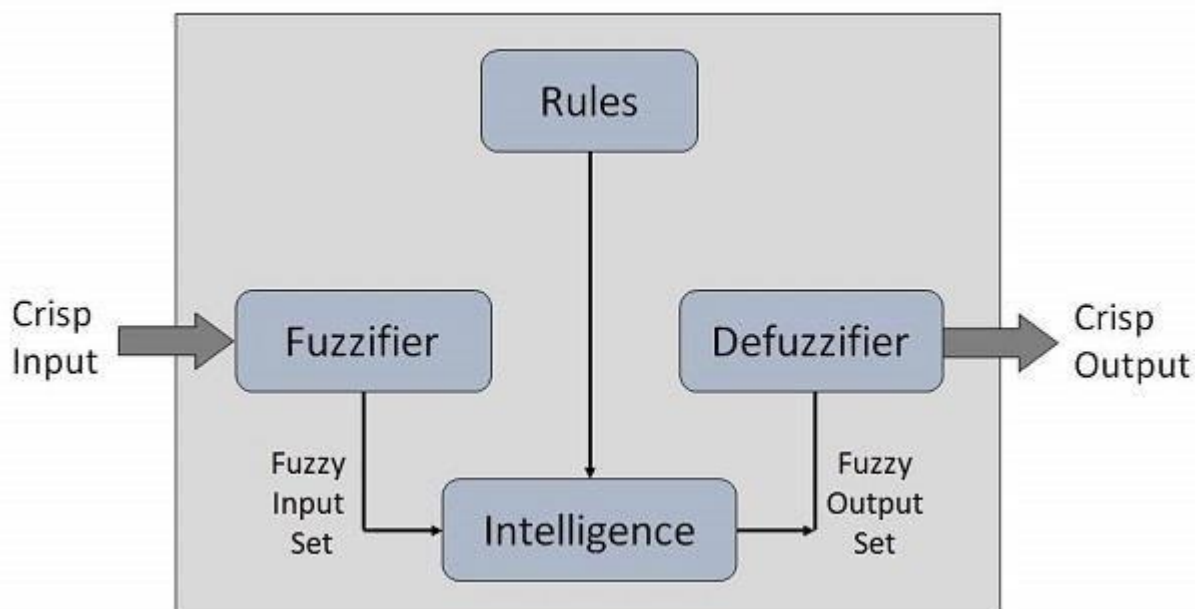 Rules
Crisp
Input
Fuzzifier
Defuzzifier
Crisp
Output
Fuzzy
Input
Set
Intelligence
Fuzzy
Output
Set